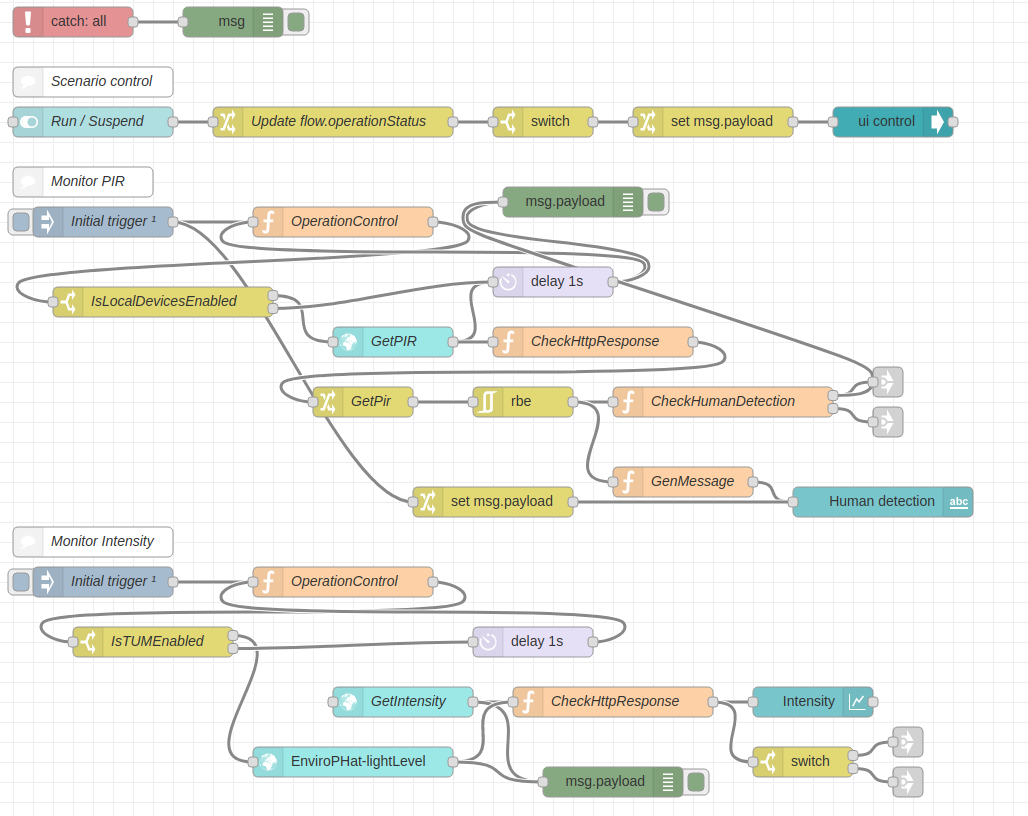 catch: all
msg
Scenario control
Run / Suspend
Update flow.operationStatus
switch
set msg.payload
ui control
Monitor PIR
msg.payload
Initial trigger ¹
OperationControl
delay 1s
IsLocalDevicesEnabled
GetPIR
CheckHttpResponse
GetPir
rbe
CheckHumanDetection
GenMessage
set msg.payload
Human detection
abc
Monitor Intensity
Initial trigger ¹
OperationControl
IsTUMEnabled
delay 1s
GetIntensity
CheckHttpResponse
Intensity
EnviroPHat-lightLevel
switch
msg.payload